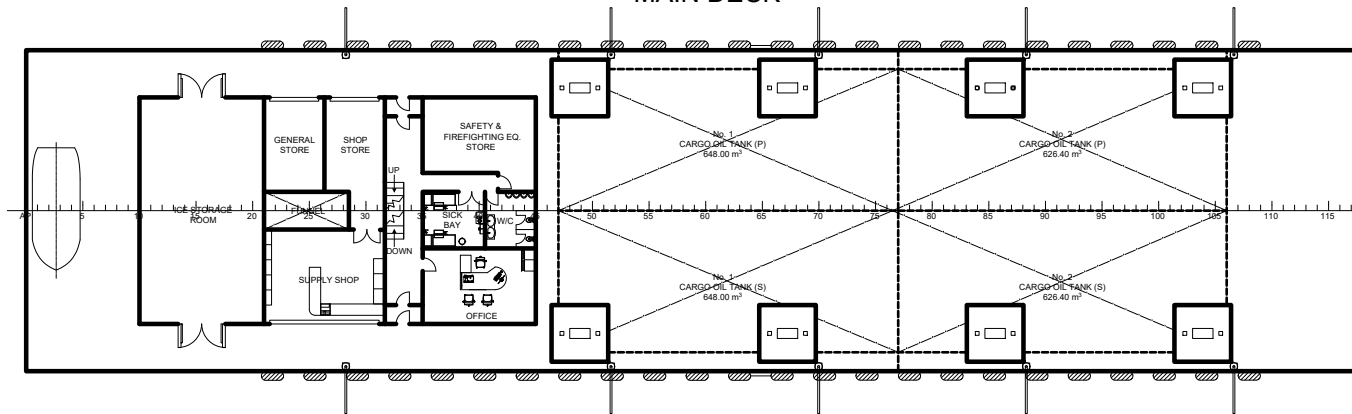 MAIN DECK
GENERAL
STORE
SHOP
STORE
SAFETY &
FIREFIGHTING EQ.
STORE
No. 1
CARGO OIL TANK (P)
648.00 m³
No. 2
CARGO OIL TANK (P)
626.40 m³
UP
ICE STORAGE
ROOM
FUNNEL
SICK
BAY
W/C
AP 5 10 15 20 25 30 35 40 45 50 55 60 65 70 75 80 85 90 95 100 105 110 115
DOWN
SUPPLY SHOP
OFFICE
No. 1
CARGO OIL TANK (S)
648.00 m³
No. 2
CARGO OIL TANK (S)
626.40 m³